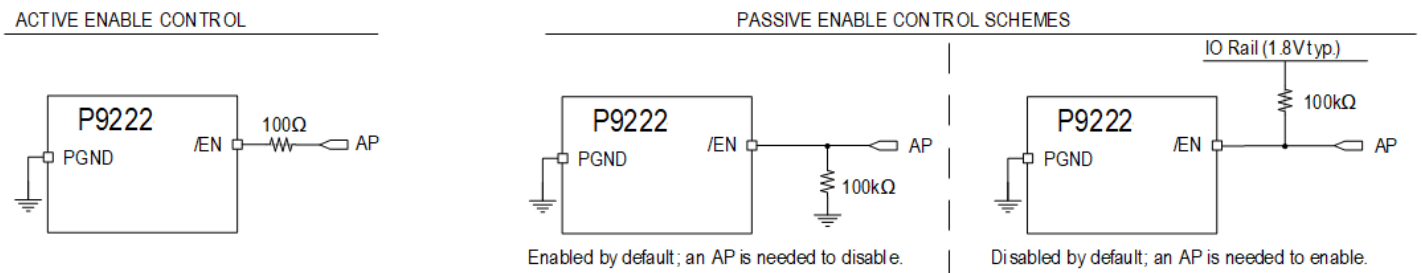 ACTIVE ENABLE CONTROL
P9222
/EN
PGND
100Ω
AP
PASSIVE ENABLE CONTROL SCHEMES
P9222
/EN
PGND
100kΩ
AP
Enabled by default; an AP is needed to disable.
IO Rail (1.8V typ.)
P9222
/EN
PGND
100kΩ
AP
Disabled by default; an AP is needed to enable.